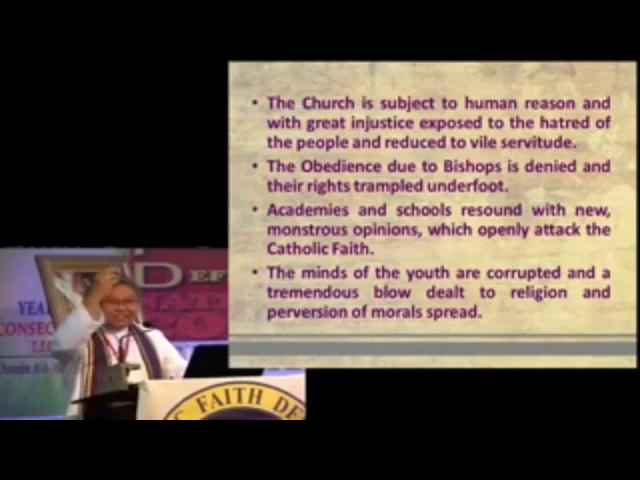 • The Church is subject to human reason and
with great injustice exposed to the hatred of
the people and reduced to vile servitude.
• The Obedience due to Bishops is denied and
their rights trampled underfoot.
• Academies and schools resound with new,
monstrous opinions, which openly attack the
Catholic Faith.
• The minds of the youth are corrupted and a
tremendous blow dealt to religion and
perversion of morals spread.
DEF
YEA
CONSEC
C FAITH DE